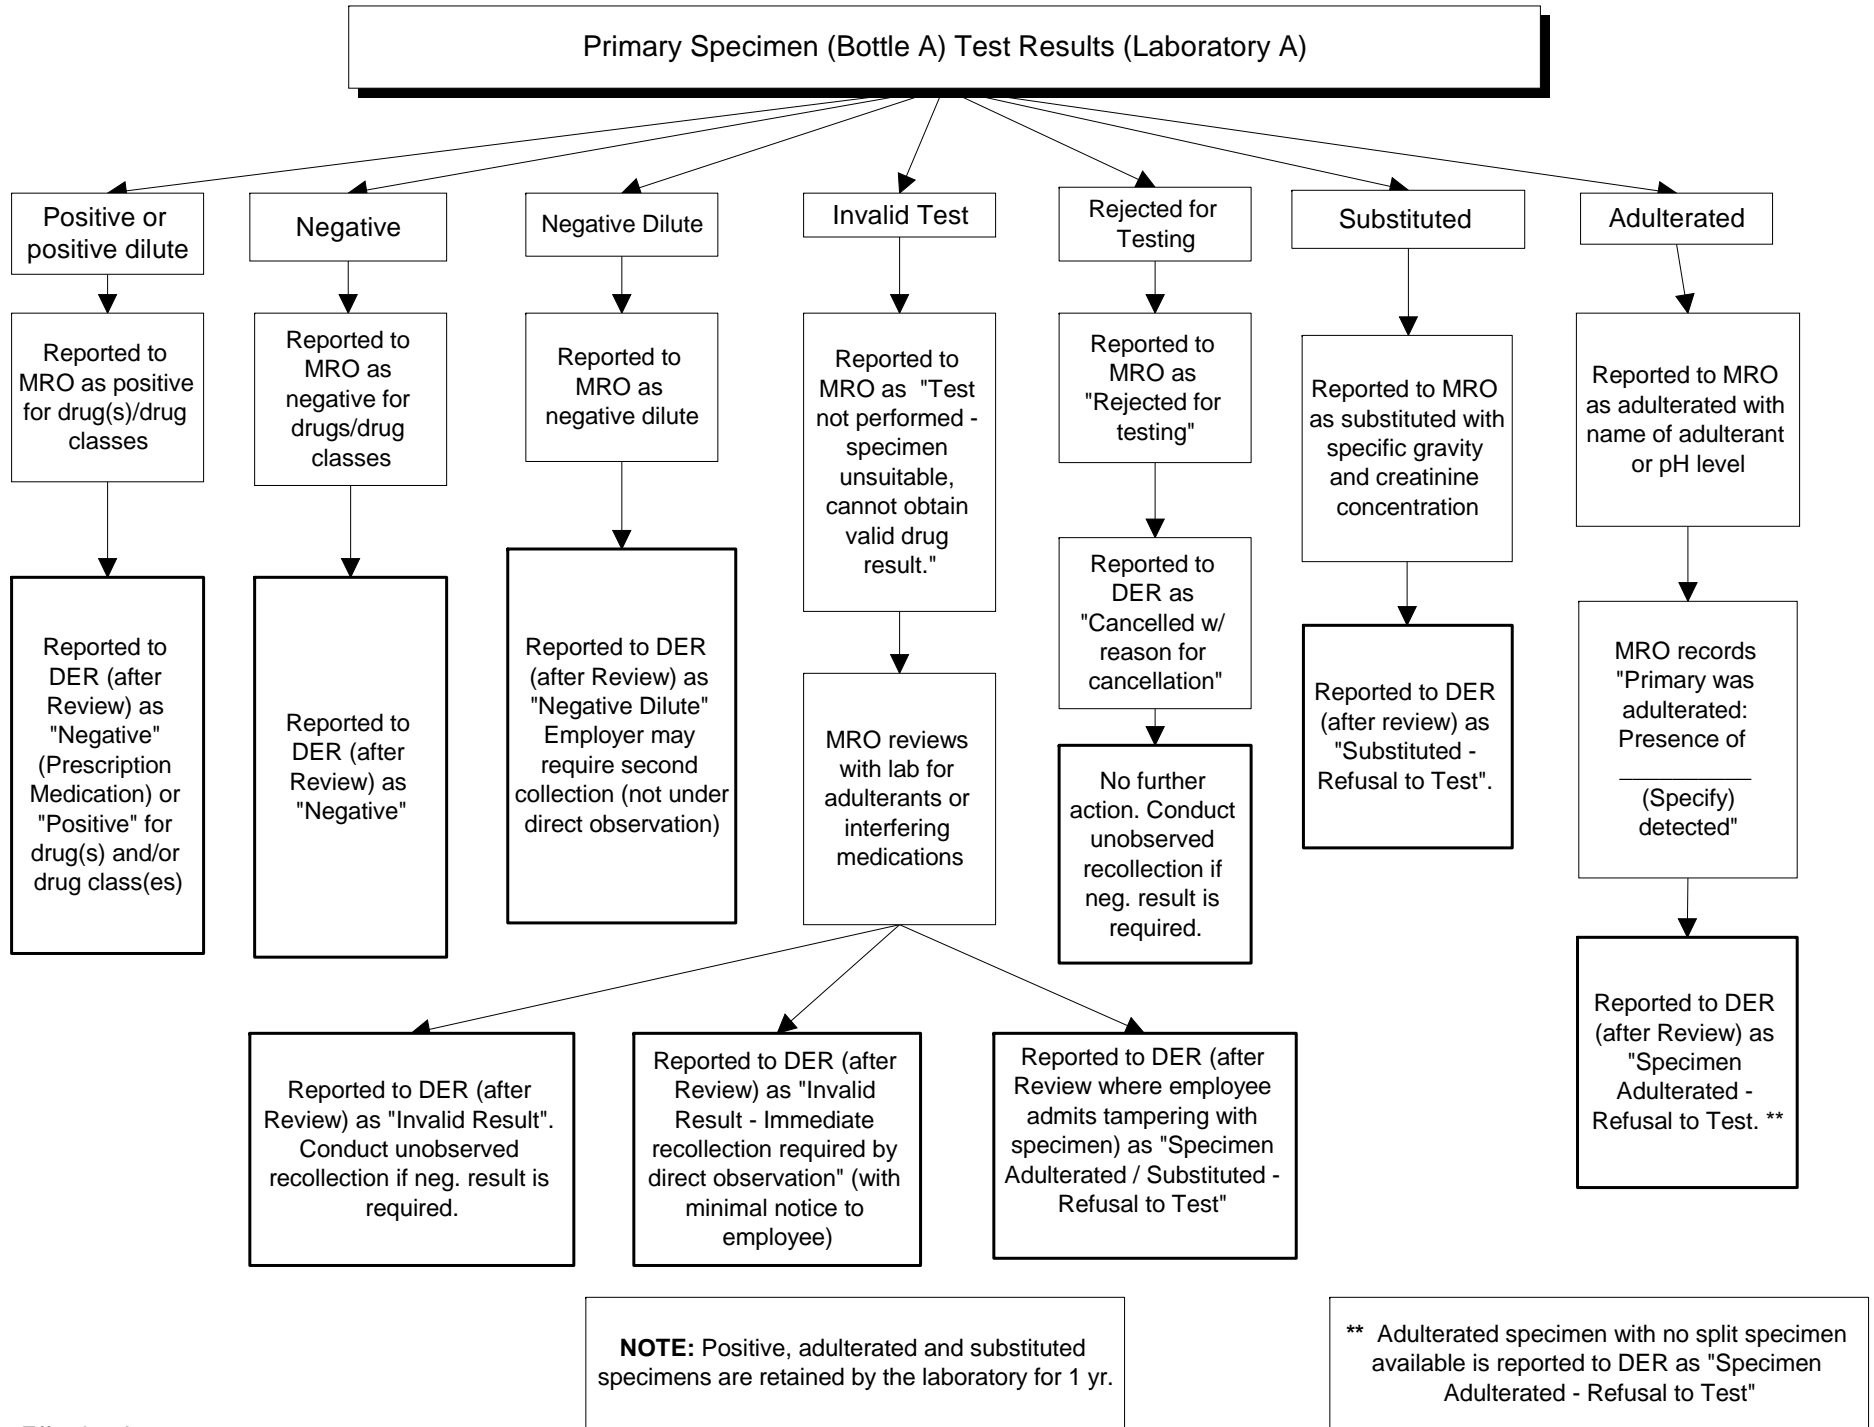 Primary Specimen (Bottle A) Test Results (Laboratory A)
Positive or
positive dilute
Negative
Negative Dilute
Invalid Test
Rejected for
Testing
Substituted
Adulterated
Reported to
MRO as positive
for drug(s)/drug
classes
Reported to
MRO as
negative for
drugs/drug
classes
Reported to
MRO as
negative dilute
Reported to
MRO as "Test
not performed -
specimen
unsuitable,
cannot obtain
valid drug
result."
Reported to
MRO as
"Rejected for
testing"
Reported to MRO
as substituted with
specific gravity
and creatinine
concentration
Reported to MRO
as adulterated with
name of adulterant
or pH level
Reported to
DER (after
Review) as
"Negative"
(Prescription
Medication) or
"Positive" for
drug(s) and/or
drug class(es)
Reported to
DER (after
Review) as
"Negative"
Reported to DER
(after Review) as
"Negative Dilute"
Employer may
require second
collection (not under
direct observation)
MRO reviews
with lab for
adulterants or
interfering
medications
Reported to
DER as
"Cancelled w/
reason for
cancellation"
No further
action. Conduct
unobserved
recollection if
neg. result is
required.
Reported to DER
(after review) as
"Substituted -
Refusal to Test".
MRO records
"Primary was
adulterated:
Presence of
___________
(Specify)
detected"
Reported to DER
(after Review) as
"Specimen
Adulterated -
Refusal to Test. **
Reported to DER (after
Review) as "Invalid Result".
Conduct unobserved
recollection if neg. result is
required.
Reported to DER (after
Review) as "Invalid
Result - Immediate
recollection required by
direct observation" (with
minimal notice to
employee)
Reported to DER (after
Review where employee
admits tampering with
specimen) as "Specimen
Adulterated / Substituted -
Refusal to Test"
NOTE: Positive, adulterated and substituted
specimens are retained by the laboratory for 1 yr.
** Adulterated specimen with no split specimen
available is reported to DER as "Specimen
Adulterated - Refusal to Test"